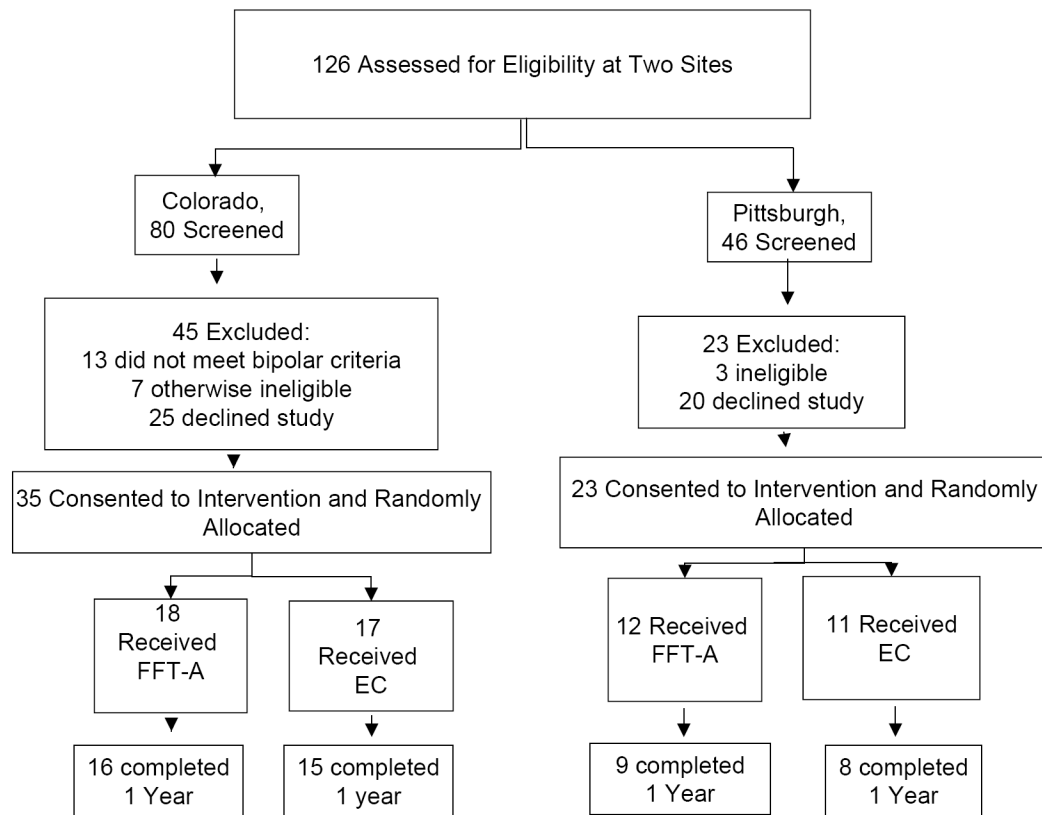 126 Assessed for Eligibility at Two Sites
Colorado,
80 Screened
Pittsburgh,
46 Screened
45 Excluded:
13 did not meet bipolar criteria
7 otherwise ineligible
25 declined study
23 Excluded:
3 ineligible
20 declined study
35 Consented to Intervention and Randomly
Allocated
23 Consented to Intervention and Randomly
Allocated
18
Received
FFT-A
17
Received
EC
12 Received
FFT-A
11 Received
EC
16 completed
1 Year
15 completed
1 year
9 completed
1 Year
8 completed
1 Year